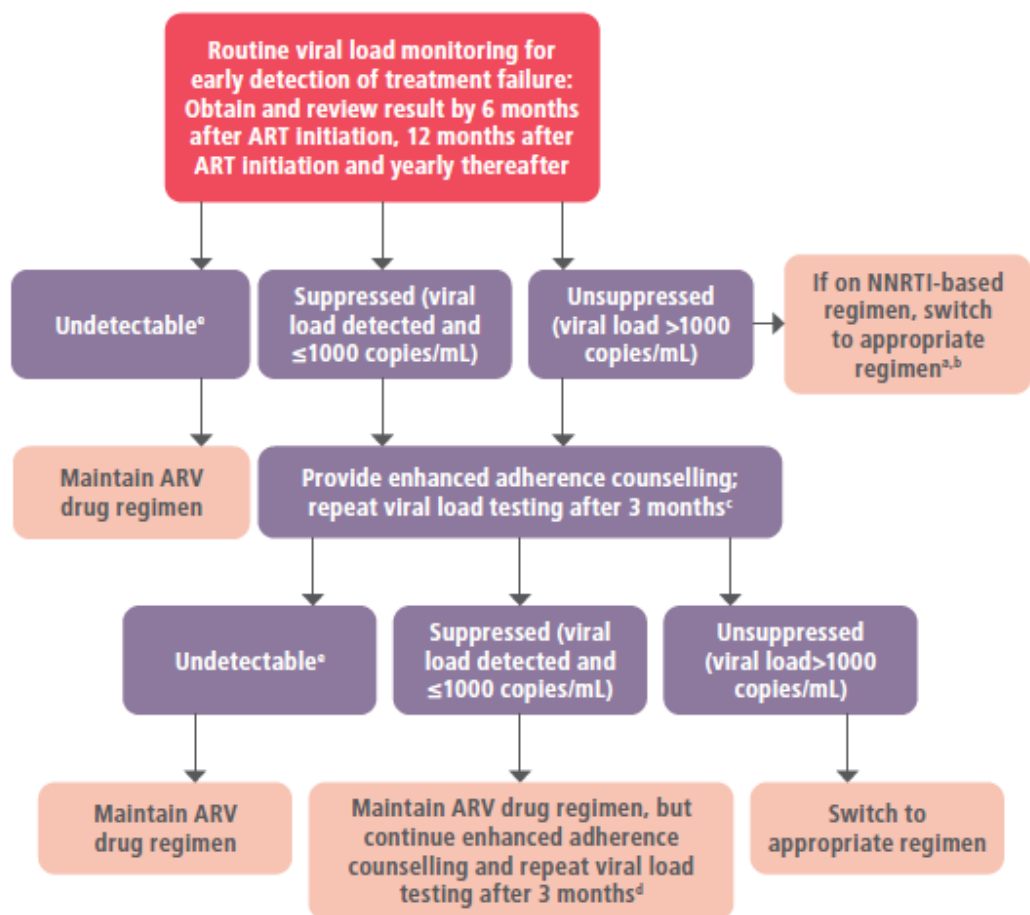 Routine viral load monitoring for
early detection of treatment failure:
Obtain and review result by 6 months
after ART initiation, 12 months after
ART initiation and yearly thereafter
Undetectableᵉ
Suppressed (viral
load detected and
≤1000 copies/mL)
Unsuppressed
(viral load >1000
copies/mL)
If on NNRTI-based
regimen, switch
to appropriate
regimenᵃ,ᵇ
Maintain ARV
drug regimen
Provide enhanced adherence counselling;
repeat viral load testing after 3 monthsᶜ
Undetectableᵉ
Suppressed (viral
load detected and
≤1000 copies/mL)
Unsuppressed
(viral load>1000
copies/mL)
Maintain ARV
drug regimen
Maintain ARV drug regimen, but
continue enhanced adherence
counselling and repeat viral load
testing after 3 monthsᵈ
Switch to
appropriate regimen